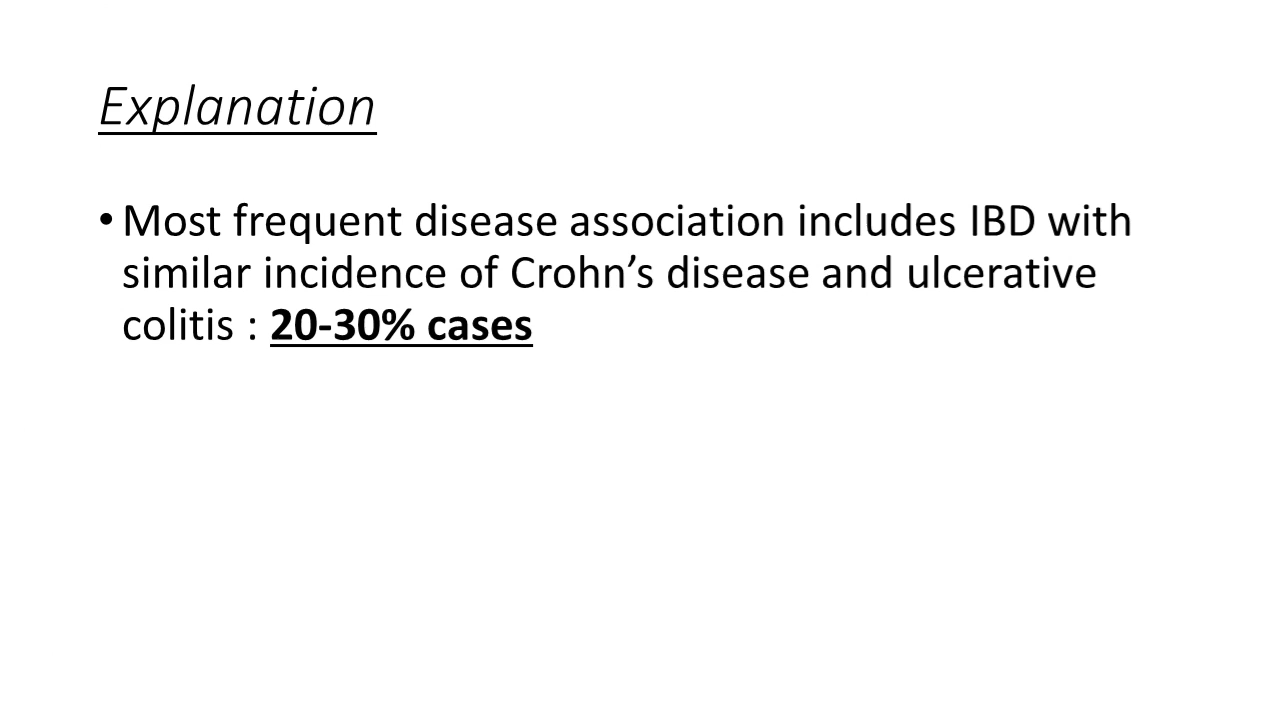 Explanation
• Most frequent disease association includes IBD with
similar incidence of Crohn’s disease and ulcerative
colitis : 20-30% cases